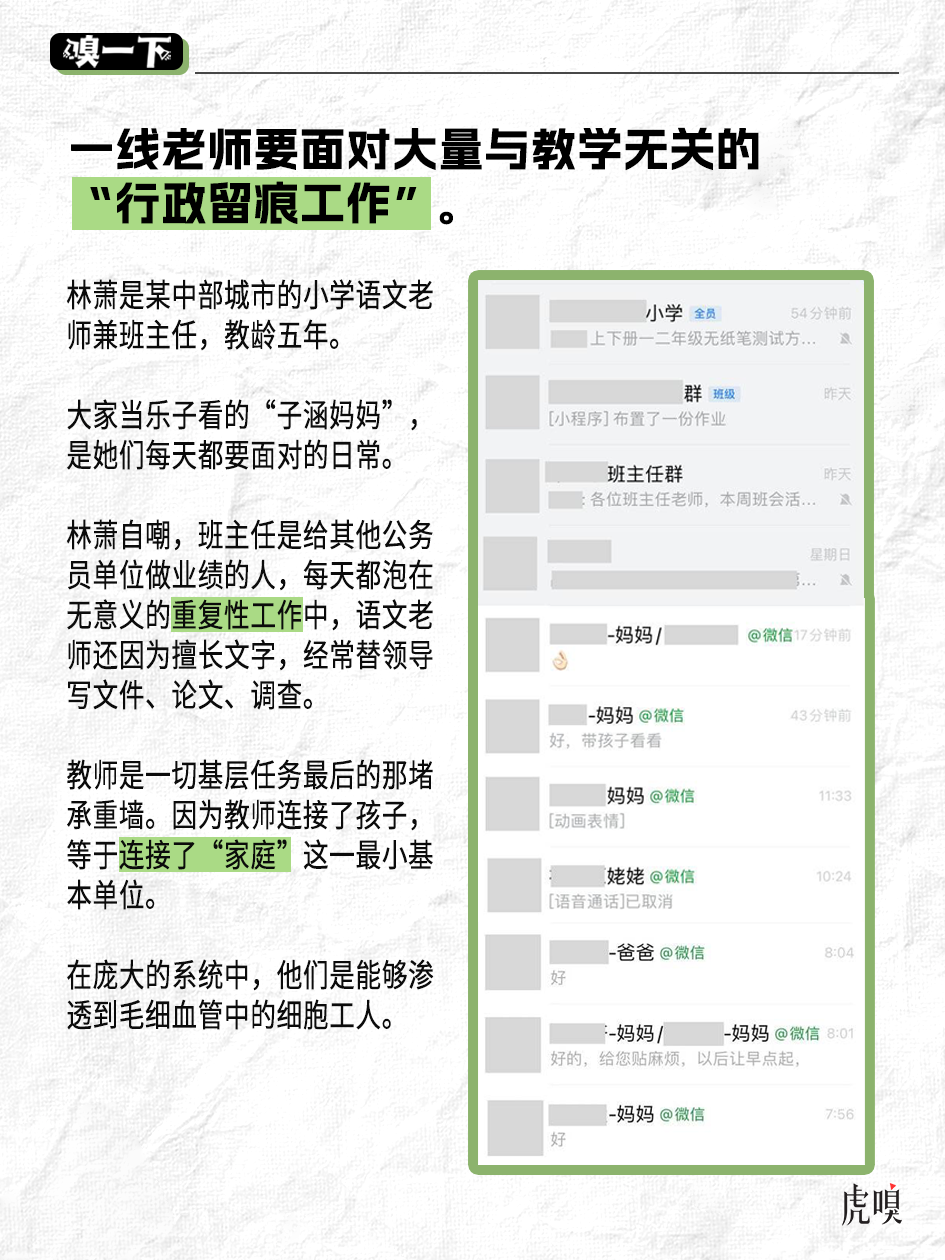 嗅一下
一线老师要面对大量与教学无关的
“行政留痕工作”。
林萧是某中部城市的小学语文老
师兼班主任，教龄五年。
大家当乐子看的“子涵妈妈”，
是她们每天都要面对的日常。
林萧自嘲，班主任是给其他公务
员单位做业绩的人，每天都泡在
无意义的重复性工作中，语文老
师还因为擅长文字，经常替领导
写文件、论文、调查。
教师是一切基层任务最后的那堵
承重墙。因为教师连接了孩子，
等于连接了“家庭”这一最小基
本单位。
在庞大的系统中，他们是能够渗
透到毛细血管中的细胞工人。
小学 全员 54分钟前
上下册一二年级无纸笔测试方...
群 班级 昨天
[小程序] 布置了一份作业
班主任群 昨天
: 各位班主任老师，本周班会活...
星期日
...
-妈妈/ @微信 17分钟前
👌🏻
-妈妈 @微信 43分钟前
好，带孩子看看
妈妈 @微信 11:33
[动画表情]
姥姥 @微信 10:24
[语音通话]已取消
-爸爸 @微信 8:04
好
-妈妈/ -妈妈 @微信 8:01
好的，给您贴麻烦，以后让早点起，
-妈妈 @微信 7:56
好
虎嗅